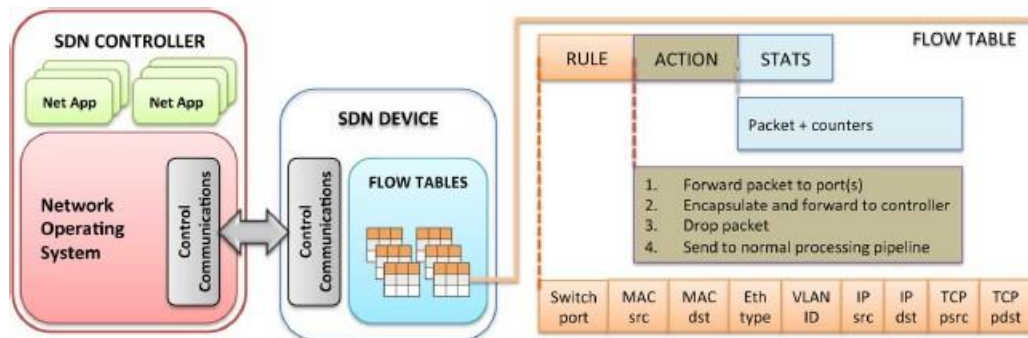 SDN CONTROLLER
Net App
Net App
Network
Operating
System
Control
Communications
SDN DEVICE
Control
Communications
FLOW TABLES
FLOW TABLE
RULE
ACTION
STATS
Packet + counters
1. Forward packet to port(s)
2. Encapsulate and forward to controller
3. Drop packet
4. Send to normal processing pipeline
Switch
port
MAC
src
MAC
dst
Eth
type
VLAN
ID
IP
src
IP
dst
TCP
psrc
TCP
pdst